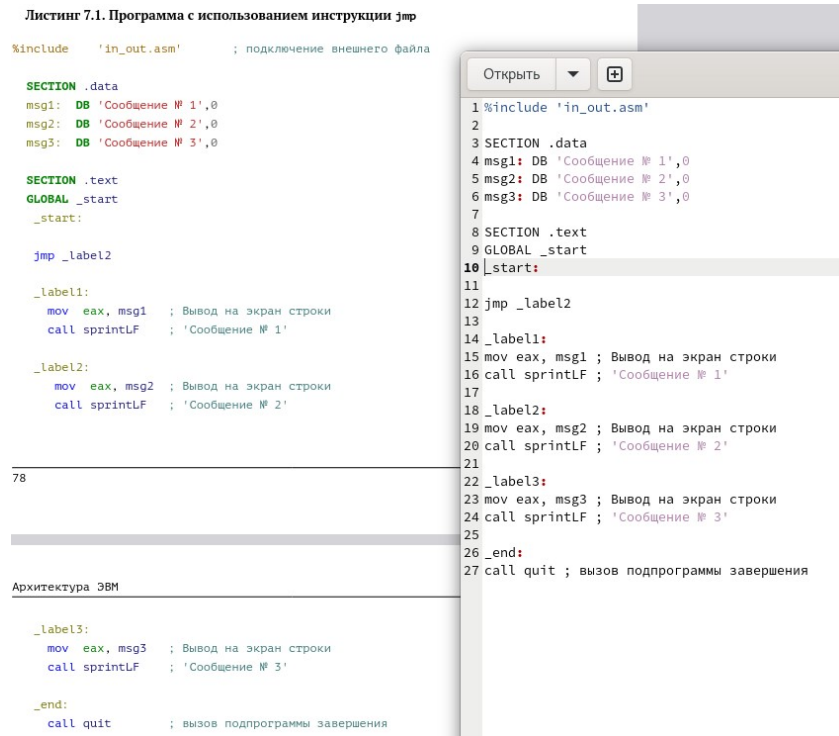 Листинг 7.1. Программа с использованием инструкции jmp
%include 'in_out.asm' ; подключение внешнего файла
SECTION .data
msg1: DB 'Сообщение № 1',0
msg2: DB 'Сообщение № 2',0
msg3: DB 'Сообщение № 3',0
SECTION .text
GLOBAL _start
_start:
jmp _label2
_label1:
mov eax, msg1 ; Вывод на экран строки
call sprintLF ; 'Сообщение № 1'
_label2:
mov eax, msg2 ; Вывод на экран строки
call sprintLF ; 'Сообщение № 2'
78
Архитектура ЭВМ
_label3:
mov eax, msg3 ; Вывод на экран строки
call sprintLF ; 'Сообщение № 3'
_end:
call quit ; вызов подпрограммы завершения
Открыть
1 %include 'in_out.asm'
2
3 SECTION .data
4 msg1: DB 'Сообщение № 1',0
5 msg2: DB 'Сообщение № 2',0
6 msg3: DB 'Сообщение № 3',0
7
8 SECTION .text
9 GLOBAL _start
10 _start:
11
12 jmp _label2
13
14 _label1:
15 mov eax, msg1 ; Вывод на экран строки
16 call sprintLF ; 'Сообщение № 1'
17
18 _label2:
19 mov eax, msg2 ; Вывод на экран строки
20 call sprintLF ; 'Сообщение № 2'
21
22 _label3:
23 mov eax, msg3 ; Вывод на экран строки
24 call sprintLF ; 'Сообщение № 3'
25
26 _end:
27 call quit ; вызов подпрограммы завершения